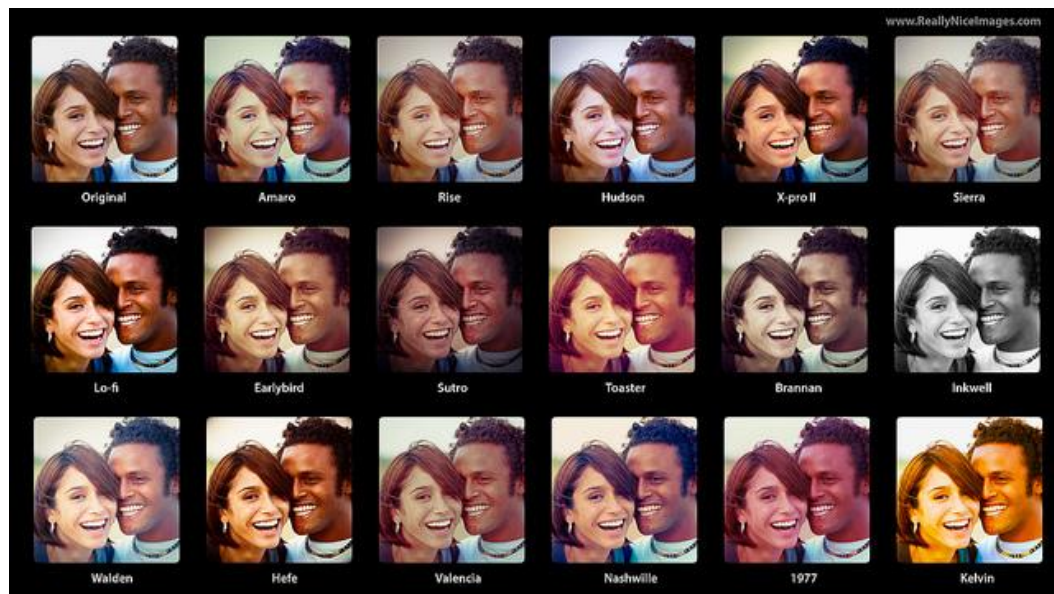 www.ReallyNiceImages.com
Original Amaro Rise Hudson X-pro II Sierra
Lo-fi Earlybird Sutro Toaster Brannan Inkwell
Walden Hefe Valencia Nashwille 1977 Kelvin